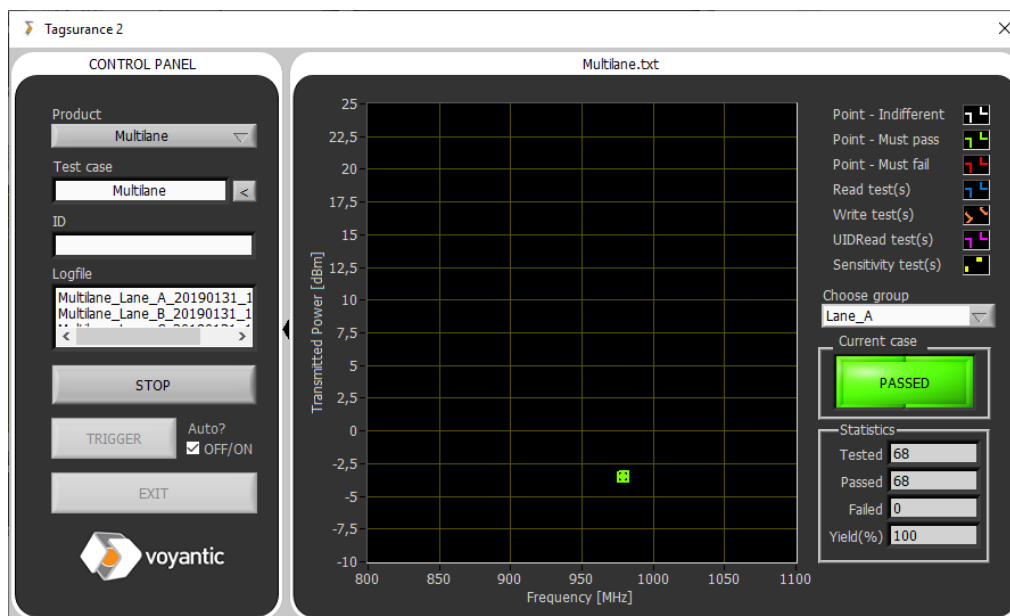 Tagsurance 2
CONTROL PANEL
Product
Multilane
Test case
Multilane
<
ID
Logfile
Multilane_Lane_A_20190131_1
Multilane_Lane_B_20190131_1
STOP
TRIGGER
Auto?
OFF/ON
EXIT
voyantic
Multilane.txt
Transmitted Power [dBm]
25
22,5
20
17,5
15
12,5
10
7,5
5
2,5
0
-2,5
-5
-7,5
-10
800
850
900
950
1000
1050
1100
Frequency [MHz]
Point - Indifferent
Point - Must pass
Point - Must fail
Read test(s)
Write test(s)
UIDRead test(s)
Sensitivity test(s)
Choose group
Lane_A
Current case
PASSED
Statistics
Tested 68
Passed 68
Failed 0
Yield(%) 100